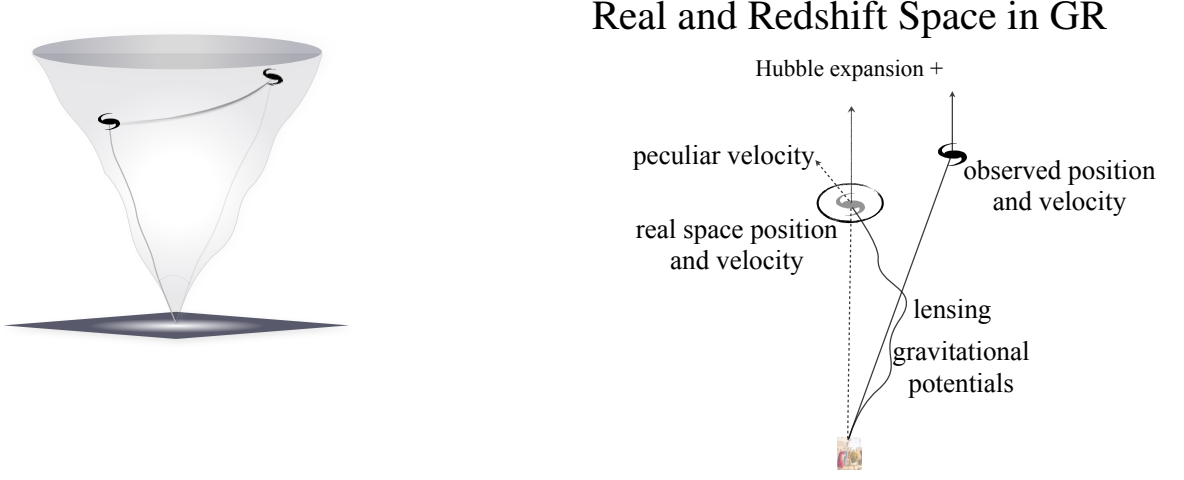 Real and Redshift Space in GR
Hubble expansion +
peculiar velocity
observed position
and velocity
real space position
and velocity
lensing
gravitational
potentials